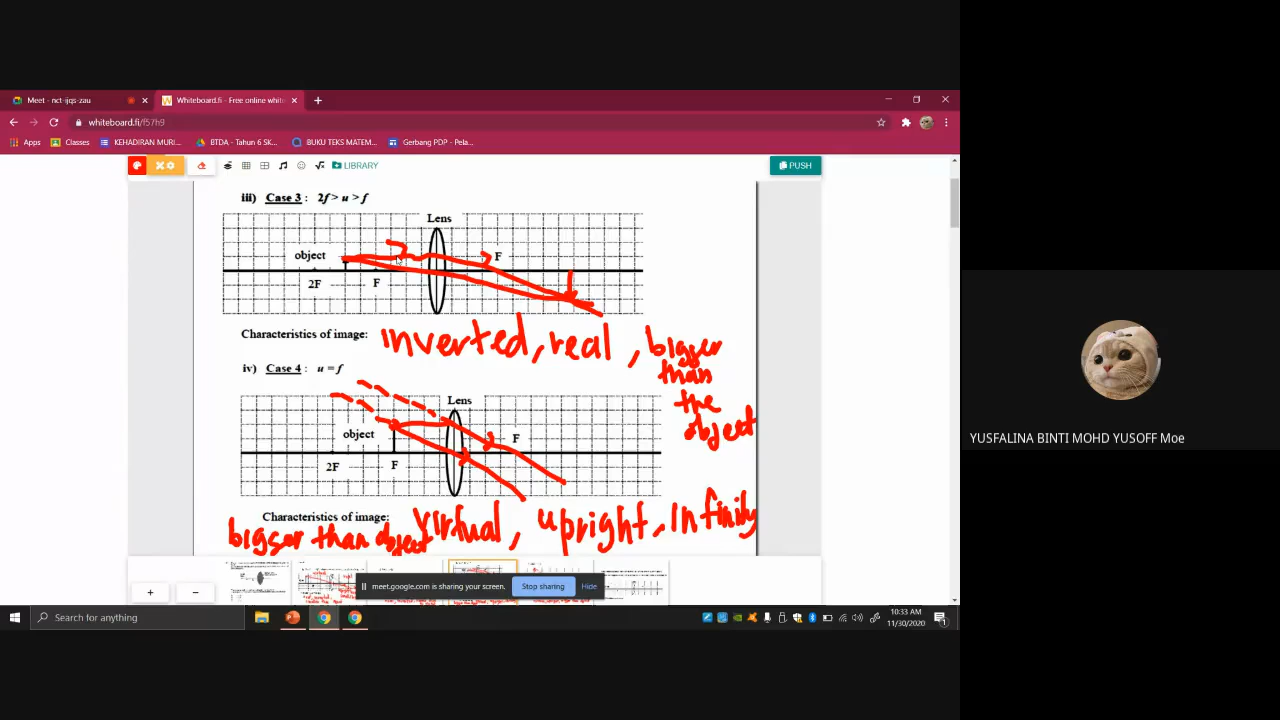 Meet - nct-ijqs-zau
Whiteboard.fi - Free online white
whiteboard.fi/f57h9
Apps
Classes
KEHADIRAN MURI...
BTDA - Tahun 6 SK...
BUKU TEKS MATEM...
Gerbang PDP - Pela...
LIBRARY
PUSH
iii) Case 3 : 2f > u > f
Lens
object
F
2F
F
Characteristics of image:
inverted, real, bigger
than
the
object
iv) Case 4 : u = f
Lens
object
F
2F
F
Characteristics of image:
virtual, upright, infinity
bigger than object
meet.google.com is sharing your screen.
Stop sharing
Hide
Search for anything
10:33 AM
11/30/2020
YUSFALINA BINTI MOHD YUSOFF Moe